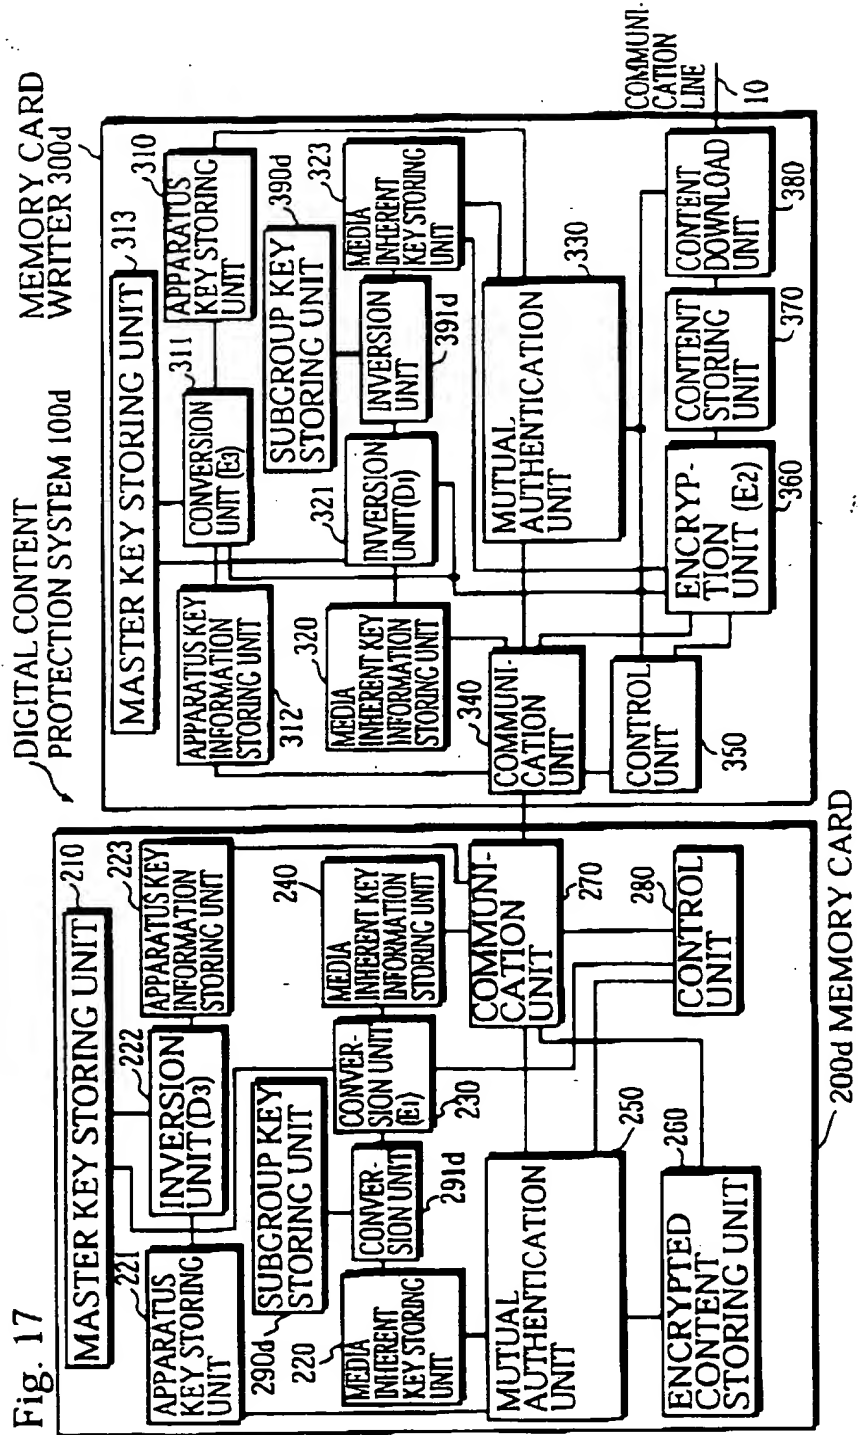 Fig. 17
DIGITAL CONTENT
PROTECTION SYSTEM 100d
MASTER KEY STORING UNIT
210
APPARATUS
KEY STORING
UNIT
221
INVERSION
UNIT(D3)
222
APPARATUS KEY
INFORMATION
STORING UNIT
223
290d
SUBGROUP KEY
STORING UNIT
220
MEDIA
INHERENT
KEY STORING
UNIT
CONVER-
SION UNIT
291d
CONVER-
SION UNIT
(E1)
230
MEDIA
INHERENT KEY
INFORMATION
STORING UNIT
240
MUTUAL
AUTHENTICATION
UNIT
250
COMMUNI-
CATION
UNIT
270
ENCRYPTED
CONTENT
STORING UNIT
260
CONTROL
UNIT
280
200d MEMORY CARD
MEMORY CARD
WRITER 300d
MASTER KEY STORING UNIT
313
APPARATUS KEY
INFORMATION
STORING UNIT
312
CONVERSION
UNIT (E3)
311
APPARATUS
KEY STORING
UNIT
310
SUBGROUP KEY
STORING UNIT
390d
320
MEDIA
INHERENT KEY
INFORMATION
STORING UNIT
321
INVERSION
UNIT(D1)
INVERSION
UNIT
391d
MEDIA
INHERENT
KEY STORING
UNIT
323
340
COMMUNI-
CATION
UNIT
MUTUAL
AUTHENTICATION
UNIT
330
CONTROL
UNIT
350
ENCRYP-
TION
UNIT (E2)
360
CONTENT
STORING
UNIT
370
CONTENT
DOWNLOAD
UNIT
380
COMMUNI-
CATION
LINE
10